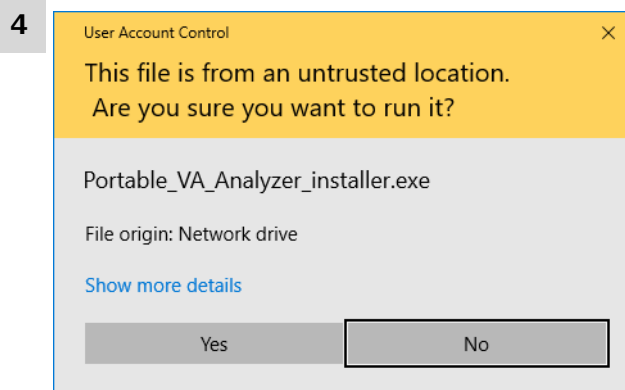 4
User Account Control
This file is from an untrusted location.
Are you sure you want to run it?
Portable_VA_Analyzer_installer.exe
File origin: Network drive
Show more details
Yes No